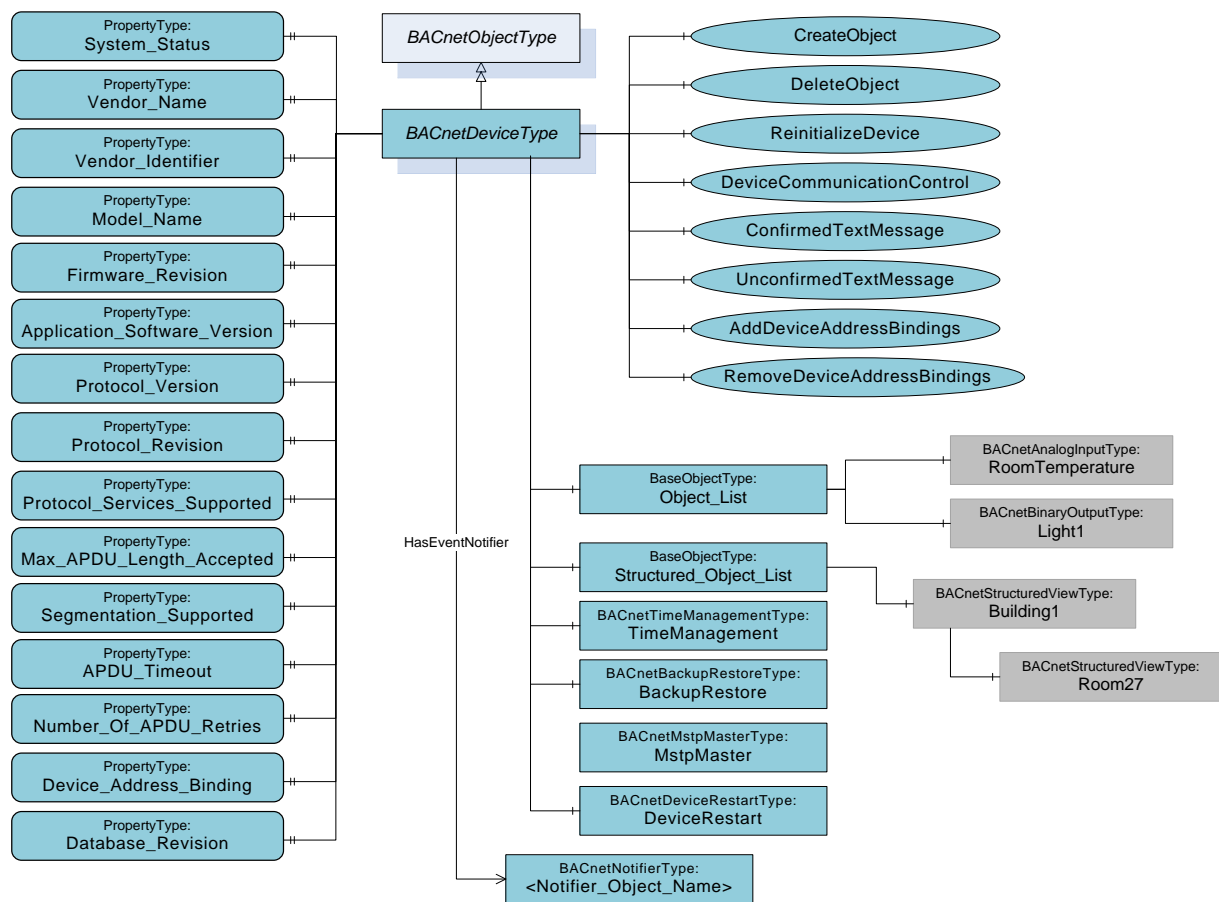 PropertyType:
System_Status
PropertyType:
Vendor_Name
PropertyType:
Vendor_Identifier
PropertyType:
Model_Name
PropertyType:
Firmware_Revision
PropertyType:
Application_Software_Version
PropertyType:
Protocol_Version
PropertyType:
Protocol_Revision
PropertyType:
Protocol_Services_Supported
PropertyType:
Max_APDU_Length_Accepted
PropertyType:
Segmentation_Supported
PropertyType:
APDU_Timeout
PropertyType:
Number_Of_APDU_Retries
PropertyType:
Device_Address_Binding
PropertyType:
Database_Revision
BACnetObjectType
BACnetDeviceType
HasEventNotifier
CreateObject
DeleteObject
ReinitializeDevice
DeviceCommunicationControl
ConfirmedTextMessage
UnconfirmedTextMessage
AddDeviceAddressBindings
RemoveDeviceAddressBindings
BaseObjectType:
Object_List
BaseObjectType:
Structured_Object_List
BACnetTimeManagementType:
TimeManagement
BACnetBackupRestoreType:
BackupRestore
BACnetMstpMasterType:
MstpMaster
BACnetDeviceRestartType:
DeviceRestart
BACnetNotifierType:
<Notifier_Object_Name>
BACnetAnalogInputType:
RoomTemperature
BACnetBinaryOutputType:
Light1
BACnetStructuredViewType:
Building1
BACnetStructuredViewType:
Room27